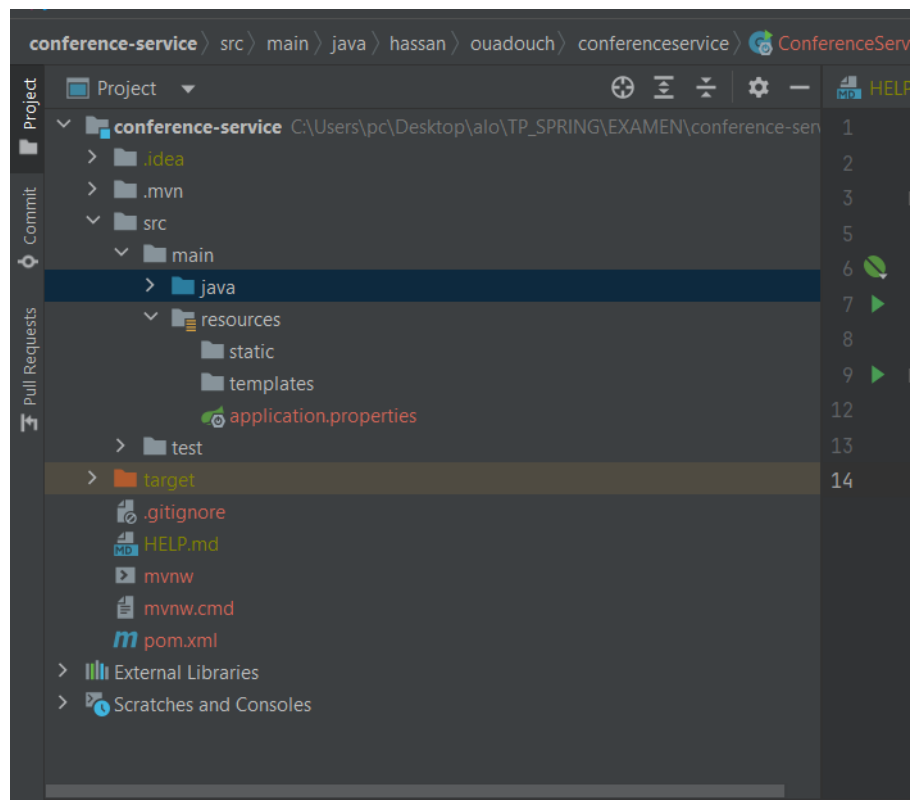 conference-service 〉 src 〉 main 〉 java 〉 hassan 〉 ouadouch 〉 conferenceservice 〉 ConferenceServ
Project
Project
HELP
Commit
Pull Requests
conference-service C:\Users\pc\Desktop\alo\TP_SPRING\EXAMEN\conference-serv
.idea
.mvn
src
main
java
resources
static
templates
application.properties
test
target
.gitignore
MD HELP.md
mvnw
mvnw.cmd
m pom.xml
External Libraries
Scratches and Consoles
MD
1
2
3
5
6
7
8
9
12
13
14